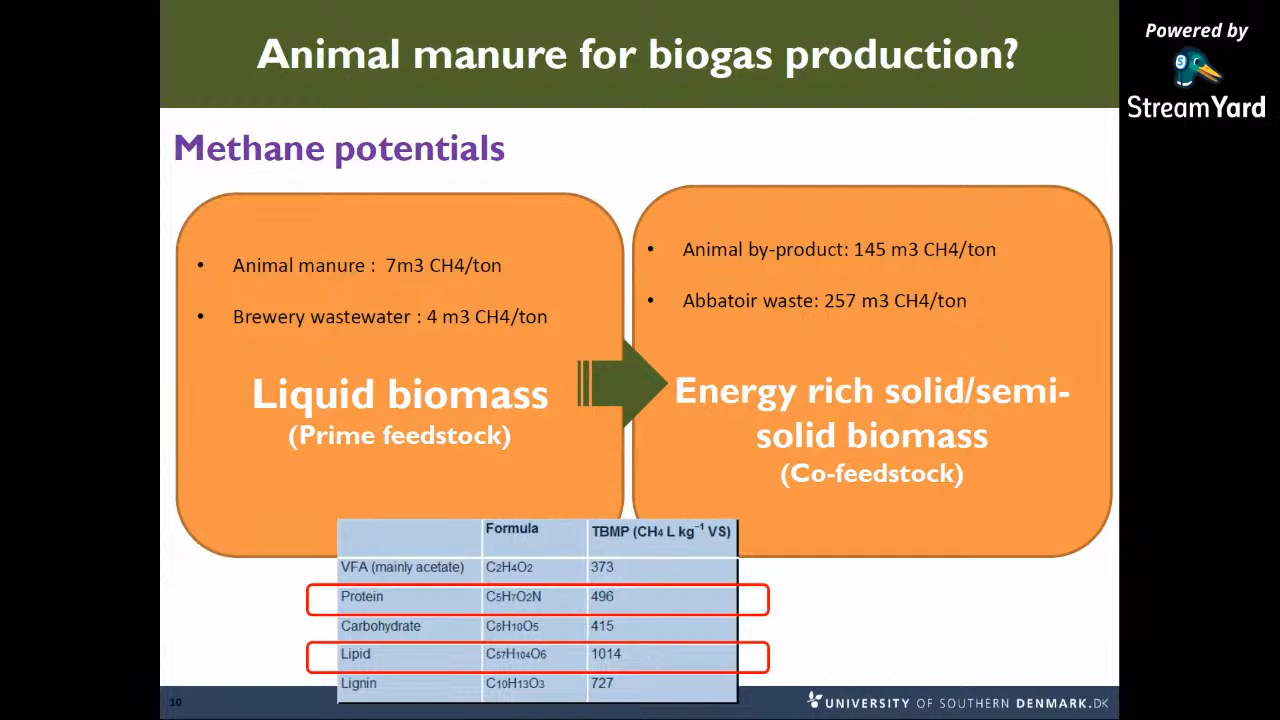 Animal manure for biogas production?
Powered by
StreamYard
Methane potentials
• Animal manure :  7m3 CH4/ton
• Brewery wastewater : 4 m3 CH4/ton
Liquid biomass
(Prime feedstock)
• Animal by-product: 145 m3 CH4/ton
• Abbatoir waste: 257 m3 CH4/ton
Energy rich solid/semi-
solid biomass
(Co-feedstock)
Formula TBMP (CH4 L kg⁻¹ VS)
VFA (mainly acetate) C2H4O2 373
Protein C5H7O2N 496
Carbohydrate C6H10O5 415
Lipid C57H104O6 1014
Lignin C10H13O3 727
10
UNIVERSITY OF SOUTHERN DENMARK.DK